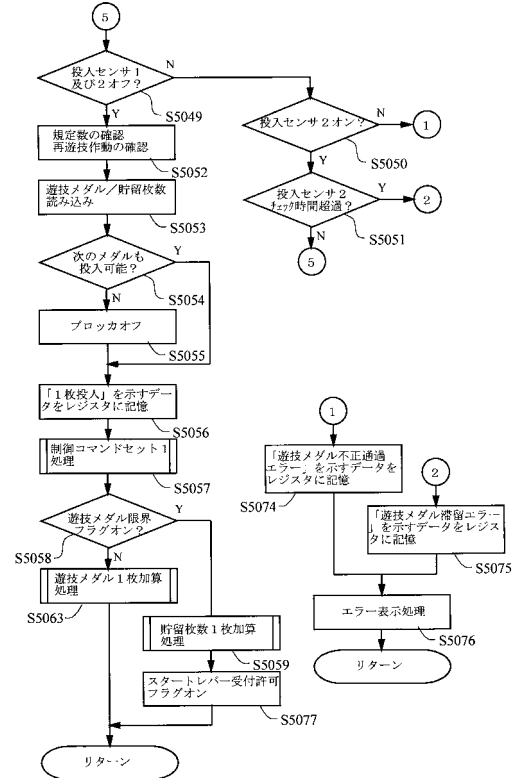 5
投入センサ1
及び2オフ?
N
Y
S5049
規定数の確認
再遊技作動の確認
S5052
遊技メダル/貯留枚数
読み込み
S5053
次のメダルも
投入可能?
Y
N
S5054
ブロッカオフ
S5055
「1枚投入」を示すデー
タをレジスタに記憶
S5056
制御コマンドセット1
処理
S5057
遊技メダル限界
フラグオン?
Y
S5058
N
遊技メダル1枚加算
処理
S5063
貯留枚数1枚加算
処理
S5059
スタートレバー受付許可
フラグオン
S5077
リターン
投入センサ2オン?
N
1
Y
S5050
投入センサ2
チェック時間超過?
Y
2
N
S5051
5
1
「遊技メダル不正通過
エラー」を示すデータを
レジスタに記憶
S5074
2
「遊技メダル滞留エラー
」を示すデータをレジス
タに記憶
S5075
エラー表示処理
S5076
リターン